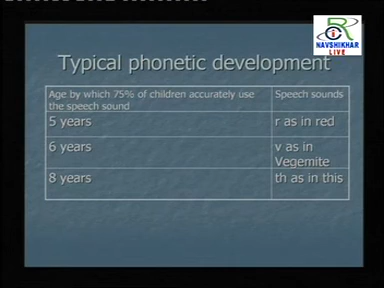 NAVSHIKHAR
LIVE
Typical phonetic development
Age by which 75% of children accurately use
the speech sound
Speech sounds
5 years
r as in red
6 years
v as in
Vegemite
8 years
th as in this